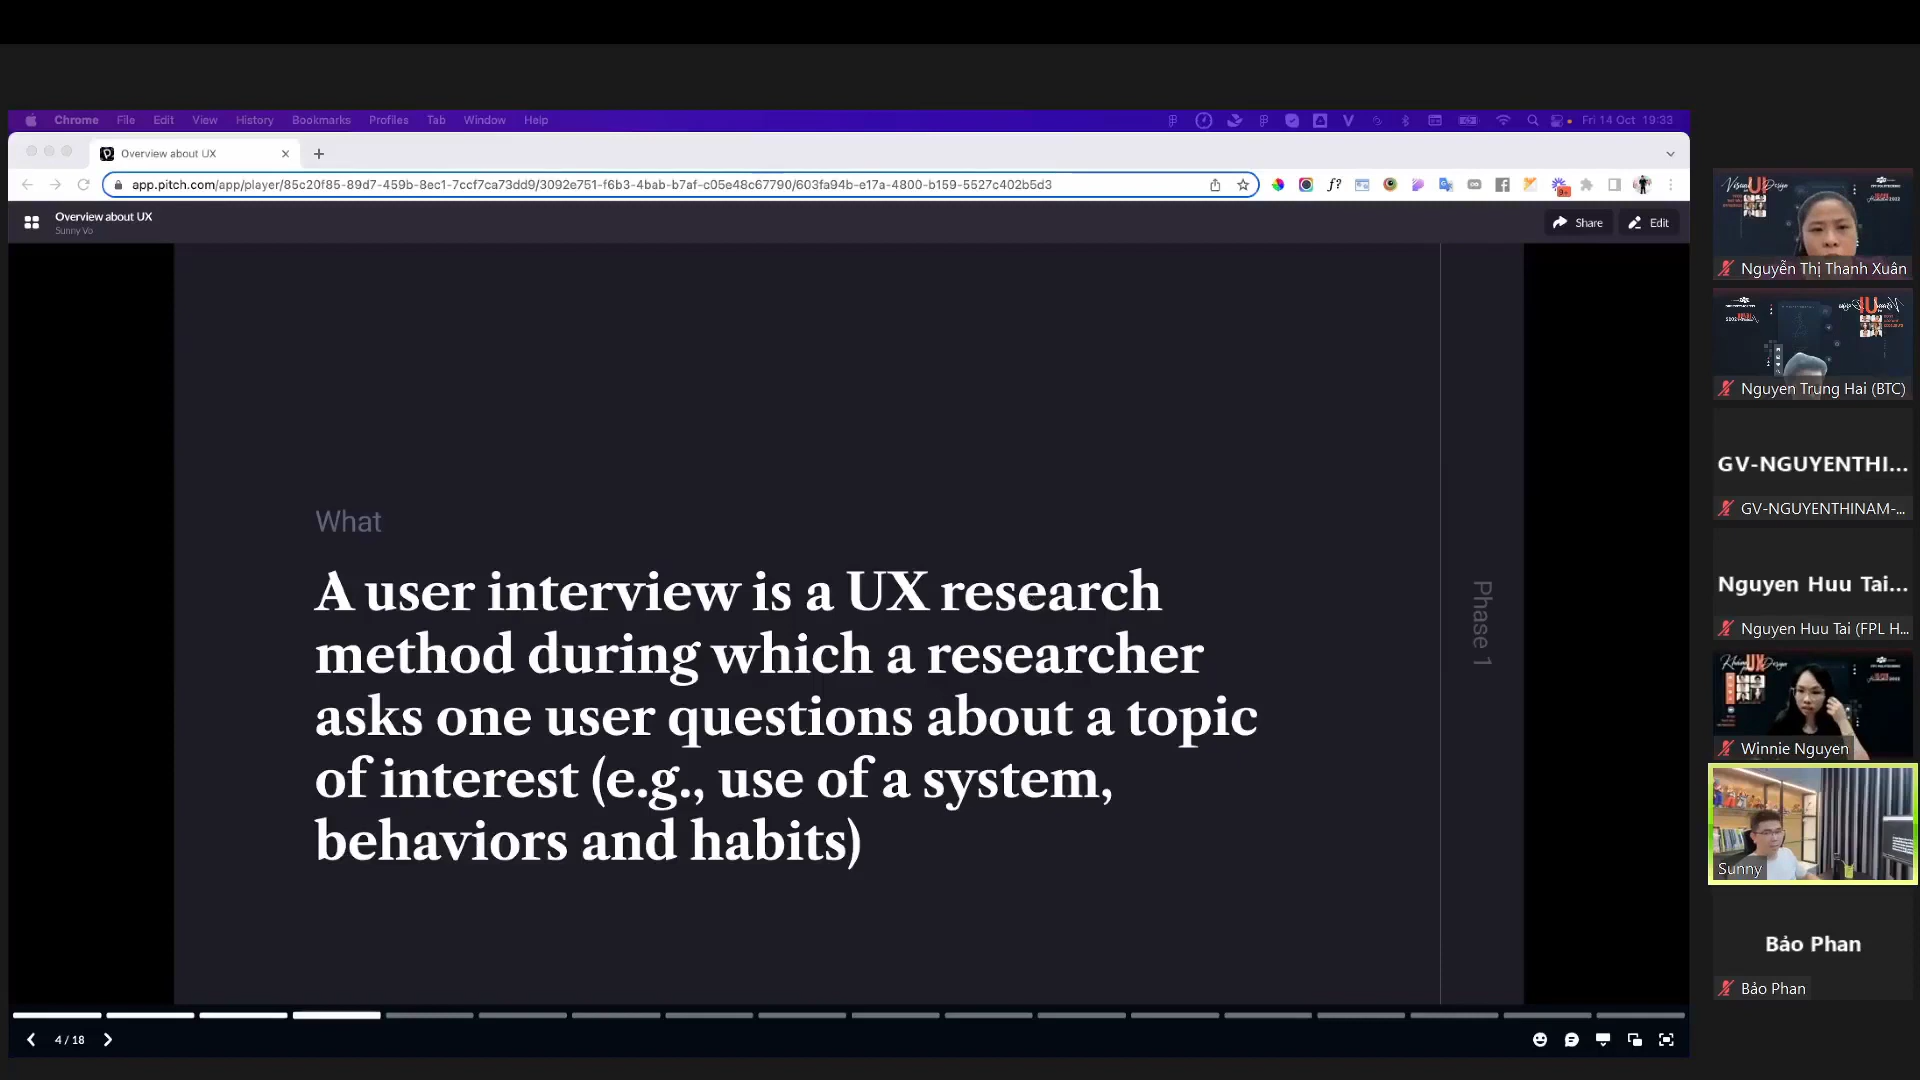 Chrome File Edit View History Bookmarks Profiles Tab Window Help
Fri 14 Oct 19:33
Overview about UX
app.pitch.com/app/player/85c20f85-89d7-459b-8ec1-7ccf7ca73dd9/3092e751-f6b3-4bab-b7af-c05e48c67790/603fa94b-e17a-4800-b159-5527c402b5d3
f?
9+
Overview about UX
Sunny Vo
Share
Edit
What
A user interview is a UX research
method during which a researcher
asks one user questions about a topic
of interest (e.g., use of a system,
behaviors and habits)
Phase 1
4 / 18
Nguyễn Thị Thanh Xuân
Nguyen Trung Hai (BTC)
GV-NGUYENTHI...
GV-NGUYENTHINAM-...
Nguyen Huu Tai...
Nguyen Huu Tai (FPL H...
Winnie Nguyen
Sunny
Bảo Phan
Bảo Phan